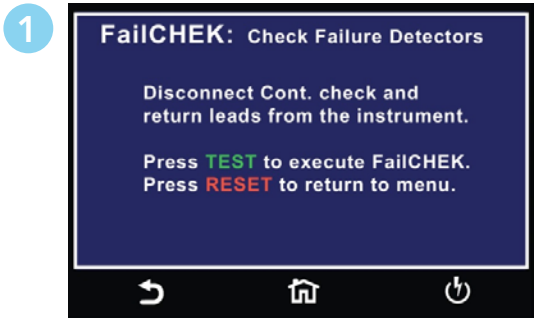 1
FailCHEK: Check Failure Detectors
Disconnect Cont. check and
return leads from the instrument.
Press TEST to execute FailCHEK.
Press RESET to return to menu.